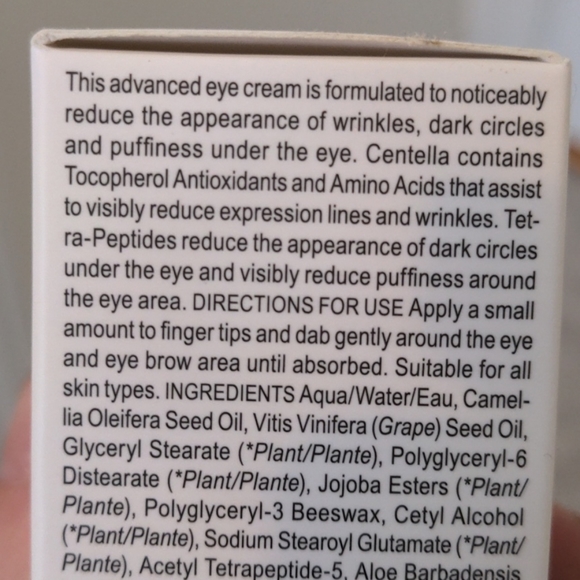 This advanced eye cream is formulated to noticeably
reduce the appearance of wrinkles, dark circles
and puffiness under the eye. Centella contains
Tocopherol Antioxidants and Amino Acids that assist
to visibly reduce expression lines and wrinkles. Tet-
ra-Peptides reduce the appearance of dark circles
under the eye and visibly reduce puffiness around
the eye area. DIRECTIONS FOR USE Apply a small
amount to finger tips and dab gently around the eye
and eye brow area until absorbed. Suitable for all
skin types. INGREDIENTS Aqua/Water/Eau, Camel-
lia Oleifera Seed Oil, Vitis Vinifera (Grape) Seed Oil,
Glyceryl Stearate (*Plant/Plante), Polyglyceryl-6
Distearate (*Plant/Plante), Jojoba Esters (*Plant/
Plante), Polyglyceryl-3 Beeswax, Cetyl Alcohol
(*Plant/Plante), Sodium Stearoyl Glutamate (*Plant/
Plante), Acetyl Tetrapeptide-5, Aloe Barbadensis